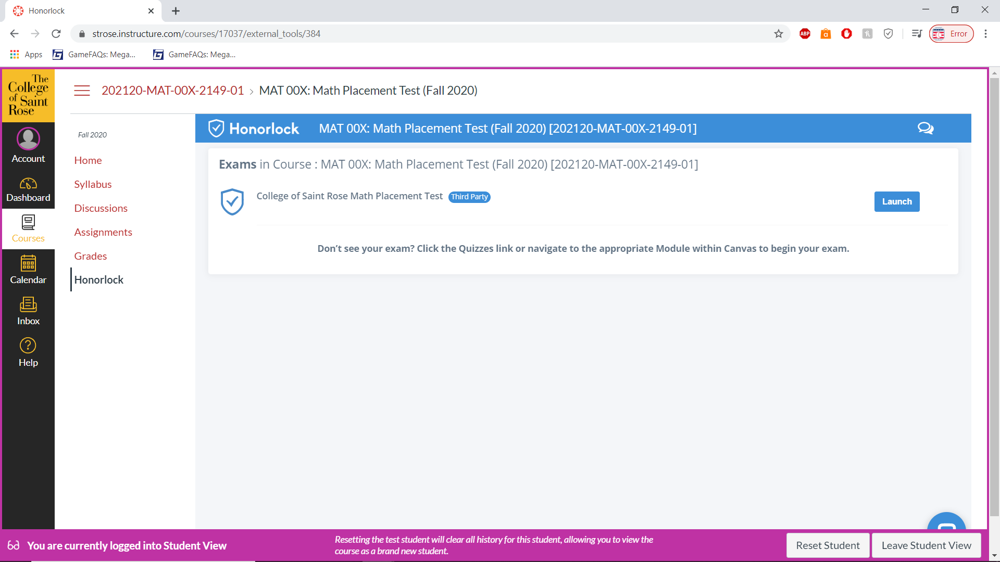 Honorlock
strose.instructure.com/courses/17037/external_tools/384
ABP
a
h
Error
Apps
GameFAQs: Mega...
GameFAQs: Mega...
The
College
of Saint
Rose
202120-MAT-00X-2149-01 › MAT 00X: Math Placement Test (Fall 2020)
Account
Dashboard
Courses
Calendar
Inbox
Help
Fall 2020
Home
Syllabus
Discussions
Assignments
Grades
Honorlock
Honorlock MAT 00X: Math Placement Test (Fall 2020) [202120-MAT-00X-2149-01]
Exams in Course : MAT 00X: Math Placement Test (Fall 2020) [202120-MAT-00X-2149-01]
College of Saint Rose Math Placement Test Third Party
Launch
Don’t see your exam? Click the Quizzes link or navigate to the appropriate Module within Canvas to begin your exam.
You are currently logged into Student View
Resetting the test student will clear all history for this student, allowing you to view the
course as a brand new student.
Reset Student
Leave Student View